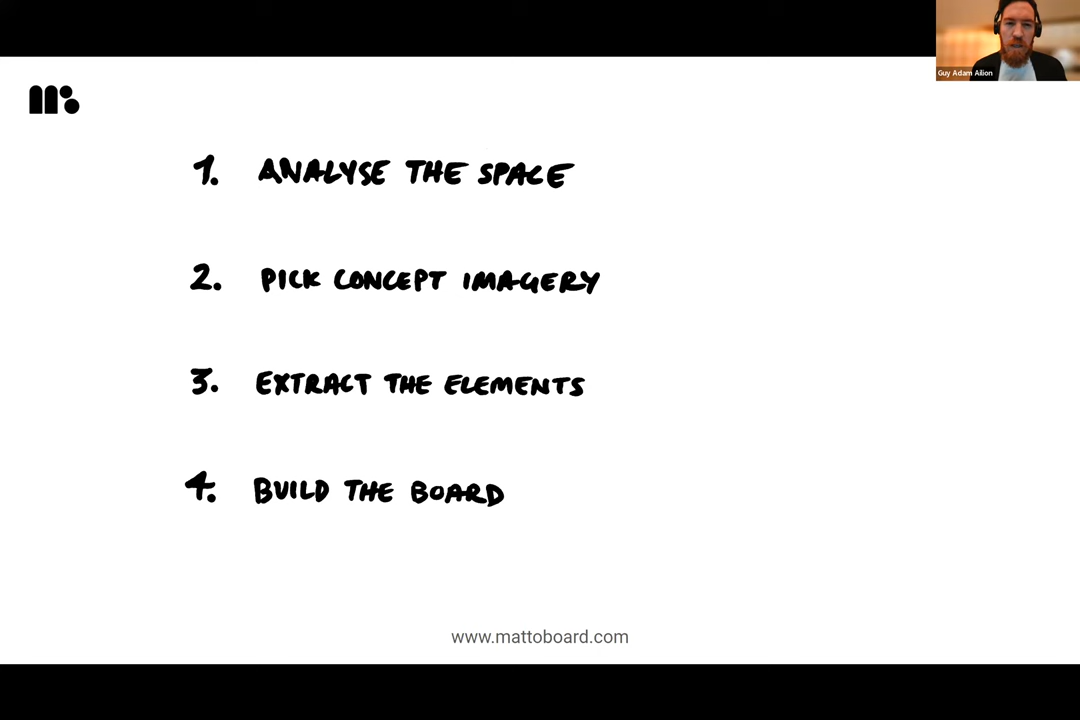 Guy Adam Ailion
1. ANALYSE THE SPACE
2. PICK CONCEPT IMAGERY
3. EXTRACT THE ELEMENTS
4. BUILD THE BOARD
www.mattoboard.com